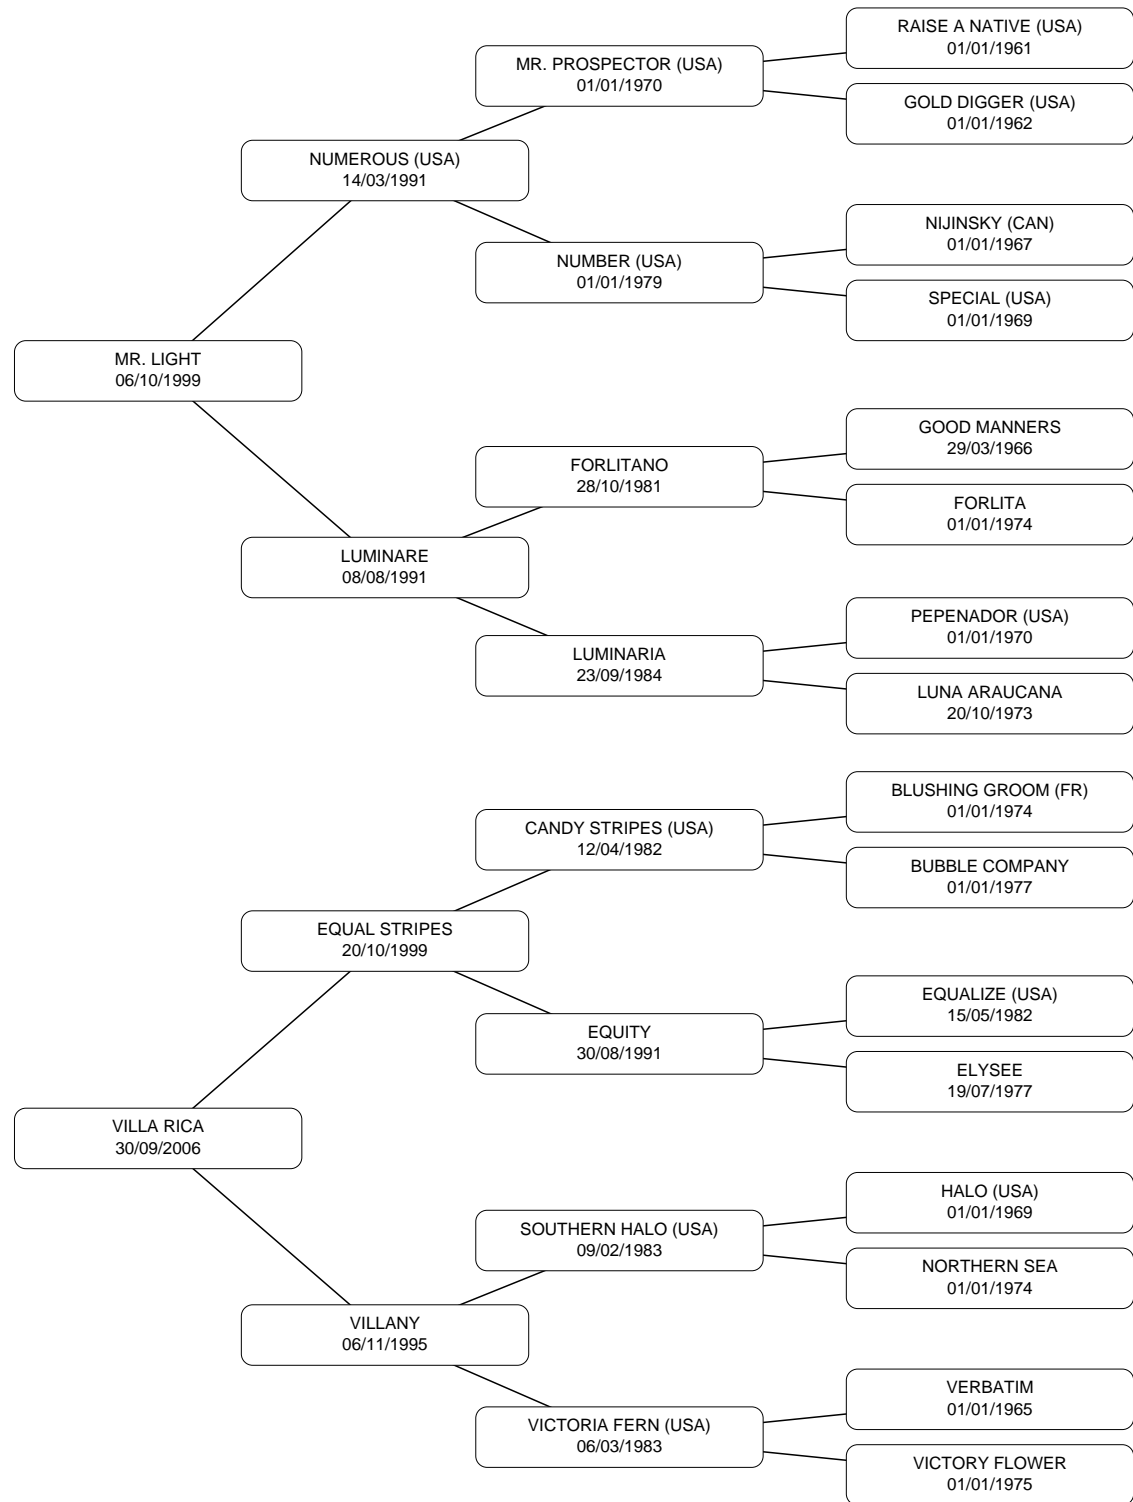 RAISE A NATIVE (USA)
01/01/1961
MR. PROSPECTOR (USA)
01/01/1970
GOLD DIGGER (USA)
01/01/1962
NUMEROUS (USA)
14/03/1991
NIJINSKY (CAN)
01/01/1967
NUMBER (USA)
01/01/1979
SPECIAL (USA)
01/01/1969
MR. LIGHT
06/10/1999
GOOD MANNERS
29/03/1966
FORLITANO
28/10/1981
FORLITA
01/01/1974
LUMINARE
08/08/1991
PEPENADOR (USA)
01/01/1970
LUMINARIA
23/09/1984
LUNA ARAUCANA
20/10/1973
BLUSHING GROOM (FR)
01/01/1974
CANDY STRIPES (USA)
12/04/1982
BUBBLE COMPANY
01/01/1977
EQUAL STRIPES
20/10/1999
EQUALIZE (USA)
15/05/1982
EQUITY
30/08/1991
ELYSEE
19/07/1977
VILLA RICA
30/09/2006
HALO (USA)
01/01/1969
SOUTHERN HALO (USA)
09/02/1983
NORTHERN SEA
01/01/1974
VILLANY
06/11/1995
VERBATIM
01/01/1965
VICTORIA FERN (USA)
06/03/1983
VICTORY FLOWER
01/01/1975